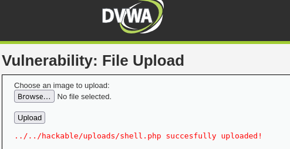 DVWA
Vulnerability: File Upload
Choose an image to upload:
Browse... No file selected.
Upload
../../hackable/uploads/shell.php succesfully uploaded!